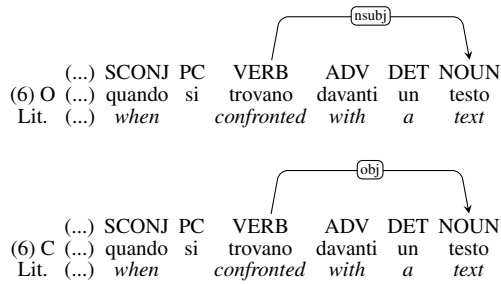 nsubj
(...) SCONJ PC VERB ADV DET NOUN
(6) O (...) quando si trovano davanti un testo
Lit. (...) when confronted with a text
obj
(...) SCONJ PC VERB ADV DET NOUN
(6) C (...) quando si trovano davanti un testo
Lit. (...) when confronted with a text